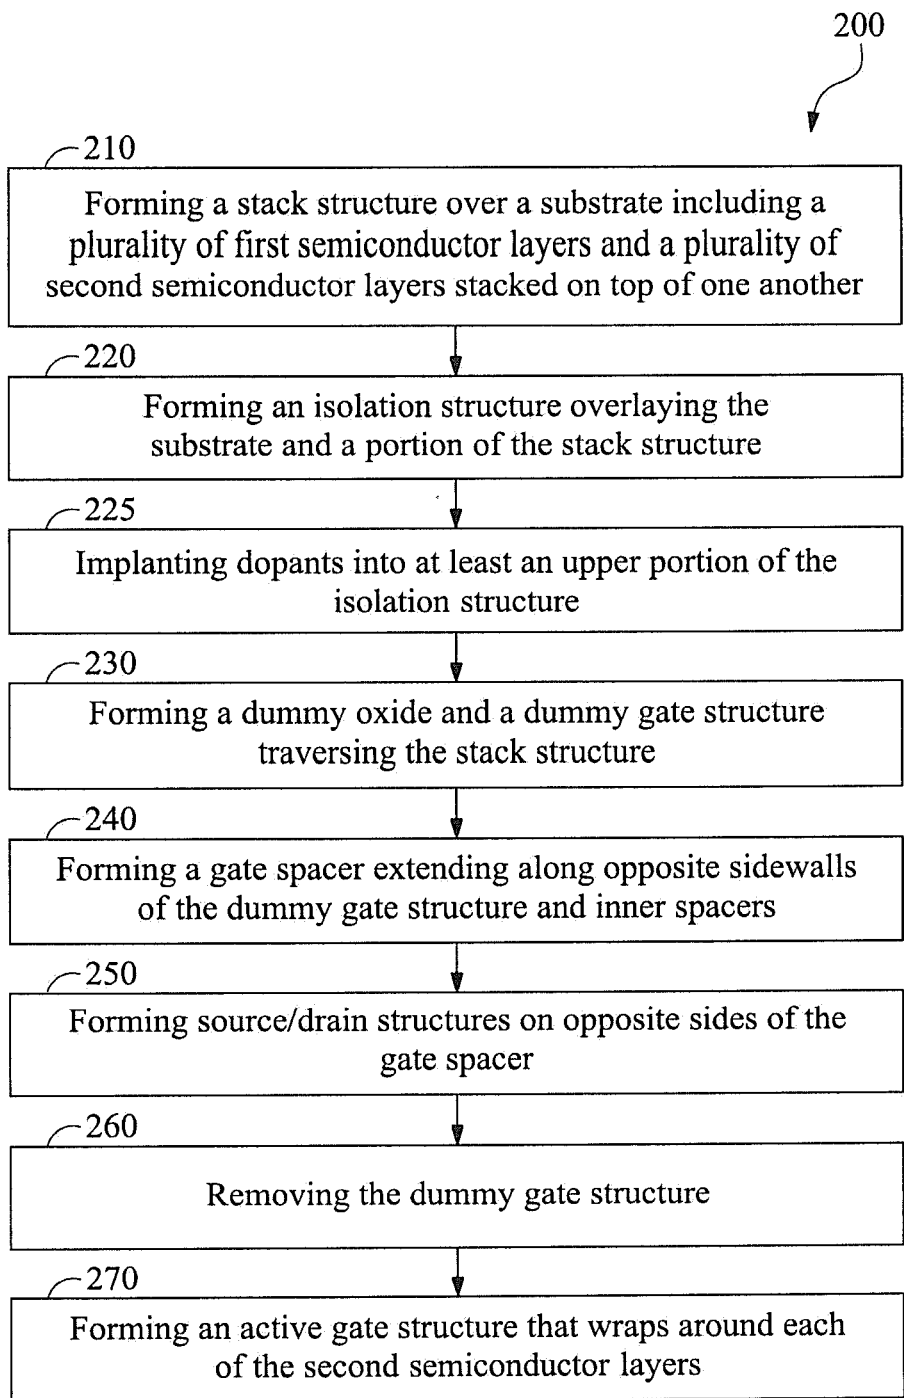 200
210
Forming a stack structure over a substrate including a
plurality of first semiconductor layers and a plurality of
second semiconductor layers stacked on top of one another
220
Forming an isolation structure overlaying the
substrate and a portion of the stack structure
225
Implanting dopants into at least an upper portion of the
isolation structure
230
Forming a dummy oxide and a dummy gate structure
traversing the stack structure
240
Forming a gate spacer extending along opposite sidewalls
of the dummy gate structure and inner spacers
250
Forming source/drain structures on opposite sides of the
gate spacer
260
Removing the dummy gate structure
270
Forming an active gate structure that wraps around each
of the second semiconductor layers